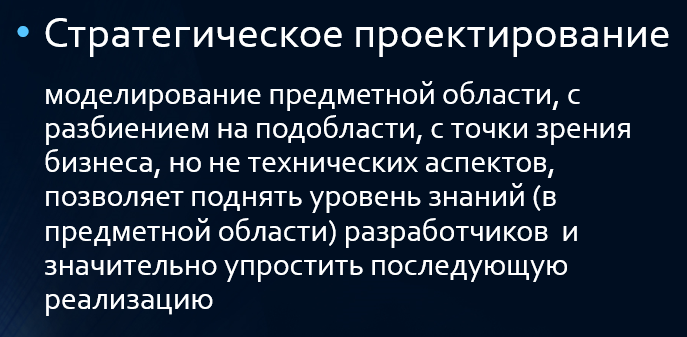 • Стратегическое проектирование
моделирование предметной области, с
разбиением на подобласти, с точки зрения
бизнеса, но не технических аспектов,
позволяет поднять уровень знаний (в
предметной области) разработчиков  и
значительно упростить последующую
реализацию